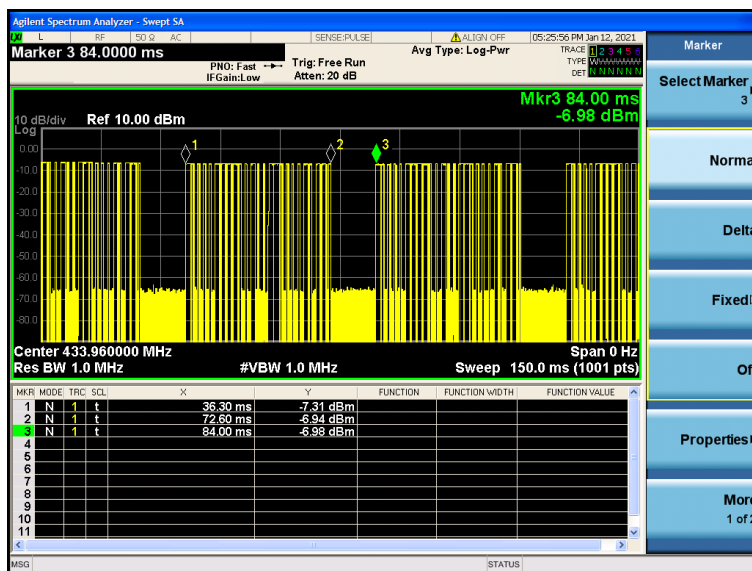 Agilent Spectrum Analyzer - Swept SA
LXI L RF 50 Ω AC SENSE:PULSE ALIGN OFF 05:25:56 PM Jan 12, 2021
Marker 3 84.0000 ms
Avg Type: Log-Pwr
TRACE 1 2 3 4 5 6
TYPE W
DET N N N N N N
PNO: Fast Trig: Free Run
IFGain:Low Atten: 20 dB
Mkr3 84.00 ms
-6.98 dBm
10 dB/div Ref 10.00 dBm
Log
0.00
-10.0
-20.0
-30.0
-40.0
-50.0
-60.0
-70.0
-80.0
1
2
3
Center 433.960000 MHz Span 0 Hz
Res BW 1.0 MHz #VBW 1.0 MHz Sweep 150.0 ms (1001 pts)
MKR MODE TRC SCL X Y FUNCTION FUNCTION WIDTH FUNCTION VALUE
1 N 1 t 36.30 ms -7.31 dBm
2 N 1 t 72.60 ms -6.94 dBm
3 N 1 t 84.00 ms -6.98 dBm
4
5
6
7
8
9
10
11
MSG STATUS
Marker
Select Marker
3
Norma
Delta
Fixed
Of
Properties
More
1 of 2